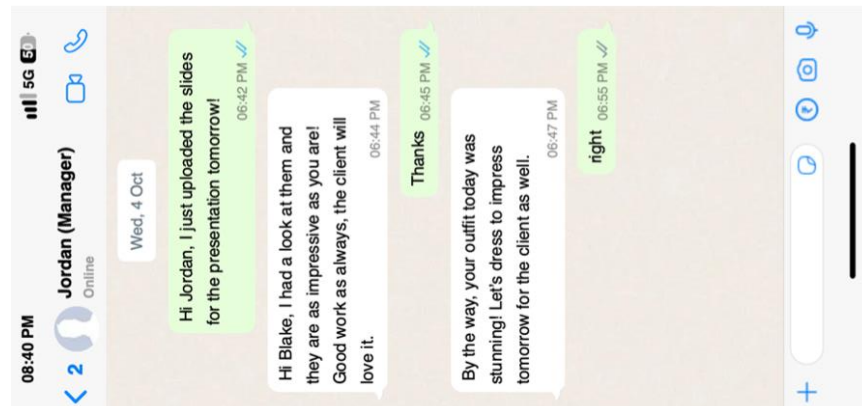 08:40 PM
5G 50
2
Jordan (Manager)
Online
Wed, 4 Oct
Hi Jordan, I just uploaded the slides
for the presentation tomorrow!
06:42 PM
Hi Blake, I had a look at them and
they are as impressive as you are!
Good work as always, the client will
love it.
06:44 PM
Thanks 06:45 PM
By the way, your outfit today was
stunning! Let's dress to impress
tomorrow for the client as well.
06:47 PM
right 06:55 PM
₹